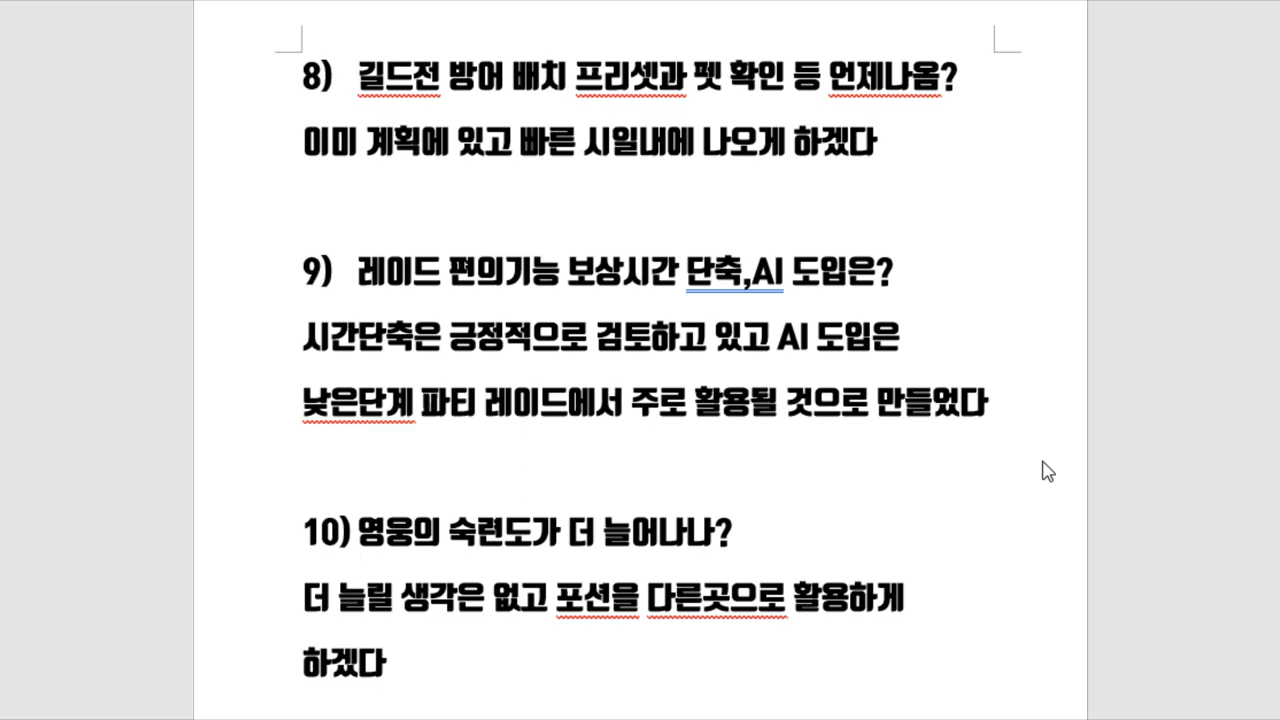 8) 길드전 방어 배치 프리셋과 펫 확인 등 언제나옴?
이미 계획에 있고 빠른 시일내에 나오게 하겠다
9) 레이드 편의기능 보상시간 단축,AI 도입은?
시간단축은 긍정적으로 검토하고 있고 AI 도입은
낮은단계 파티 레이드에서 주로 활용될 것으로 만들었다
10) 영웅의 숙련도가 더 늘어나나?
더 늘릴 생각은 없고 포션을 다른곳으로 활용하게
하겠다